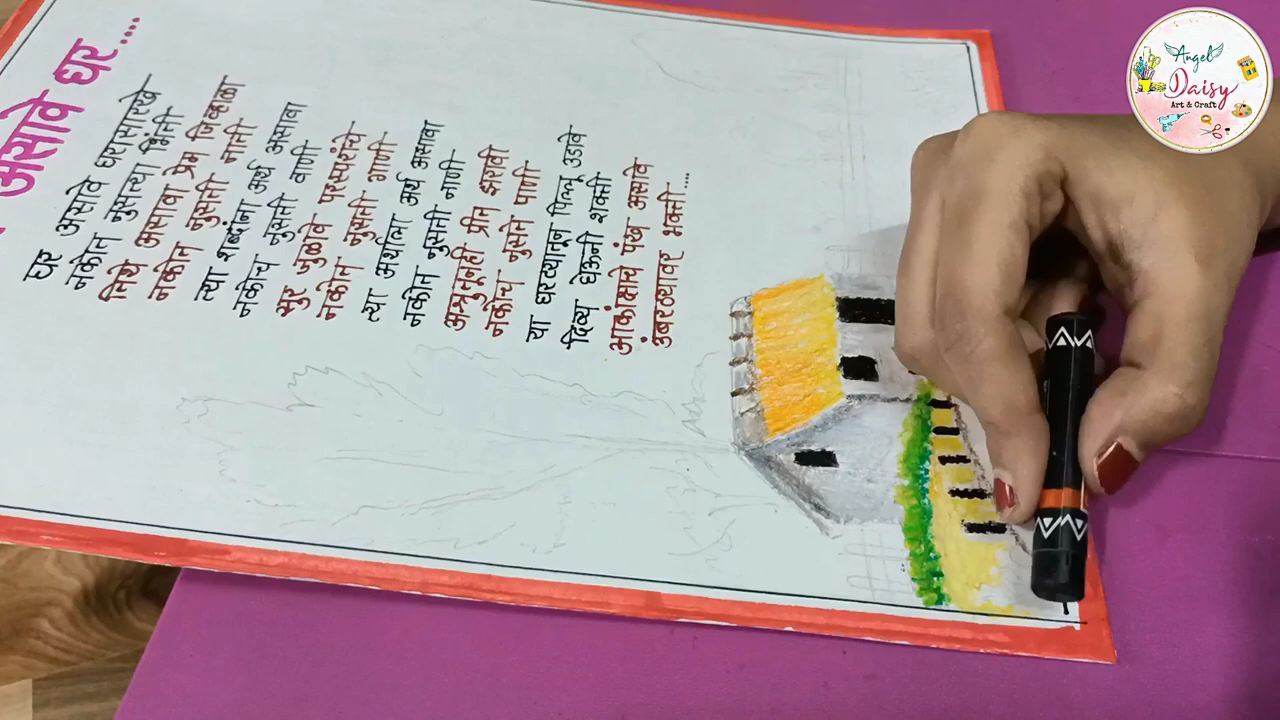 असावे घर....
घर असावे घरासारखे
नकोत नुसत्या भिंती
नित्य असावा प्रेम जिव्हाळा
नकोत नुसती नाती
त्या शब्दांना अर्थ असावा
नकोच नुसती वाणी
सुर जुळावे परस्परांचे
नकोत नुसती गाणी
त्या अर्थाला अर्थ असावा
नकोत नुसती नाणी
अश्रुतूनही प्रीत झरावी
नकोच नुसते पाणी
या घरट्यातून पिल्लू उडावे
दिव्य घेऊनी शक्ती
आकांक्षाचे पंख असावे
उंबरठ्यावर भक्ती....
Angel
Daisy
Art & Craft